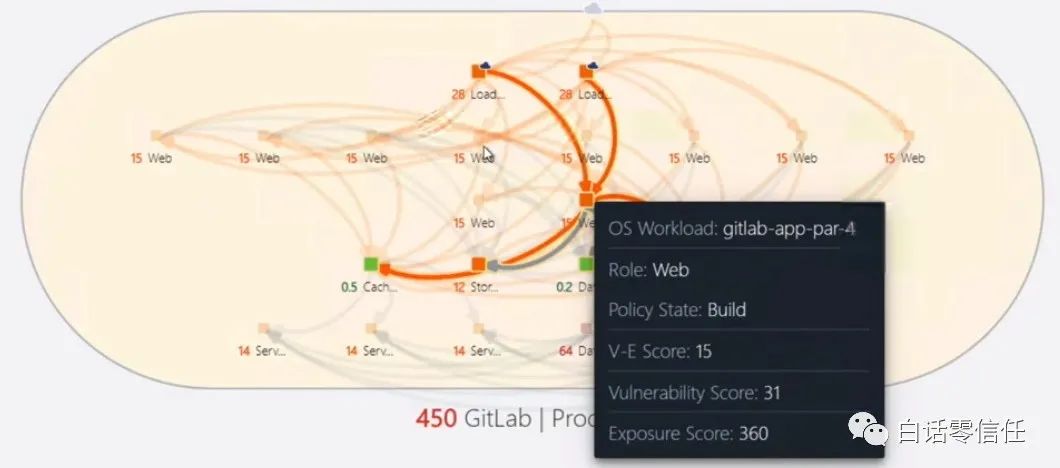 28 Load... 28 Load...
15 Web 15 Web 15 Web 15 Web 15 Web 15 Web 15 Web 15 Web
15 Web 15 We
0.5 Cach... 12 Stor... 0.2 Da
14 Serv... 14 Serv... 14 Serv... 64 Da
450 GitLab | Prod
OS Workload: gitlab-app-par-4
Role: Web
Policy State: Build
V-E Score: 15
Vulnerability Score: 31
Exposure Score: 360
白话零信任